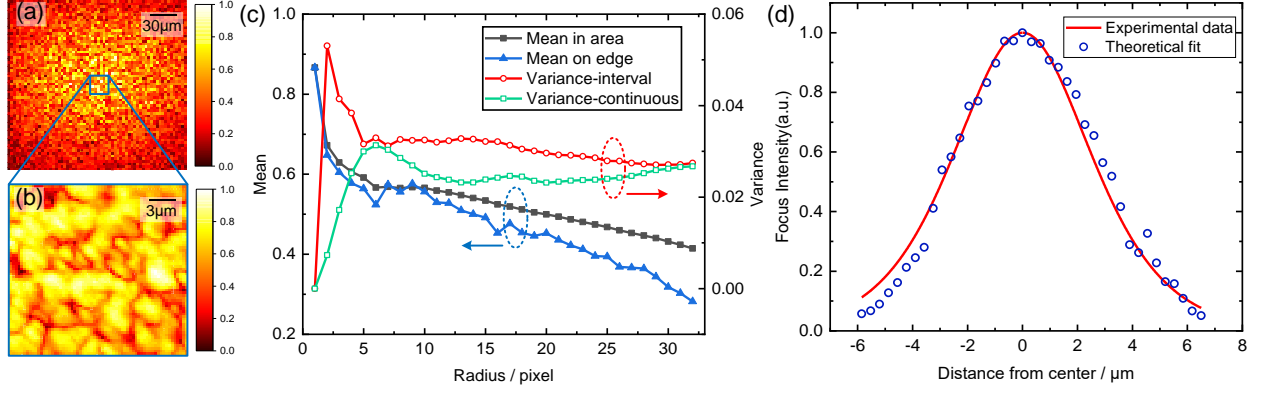 (a)
30μm
1.0
0.8
0.6
0.4
0.2
0.0
(b)
3μm
1.0
0.8
0.6
0.4
0.2
0.0
(c)
1.0
0.8
0.6
0.4
0.2
Mean
Mean in area
Mean on edge
Variance-interval
Variance-continuous
0.06
0.04
0.02
0.00
Variance
0 5 10 15 20 25 30
Radius / pixel
(d)
1.0
0.8
0.6
0.4
0.2
0.0
Focus Intensity(a.u.)
Experimental data
Theoretical fit
-6 -4 -2 0 2 4 6 8
Distance from center / μm